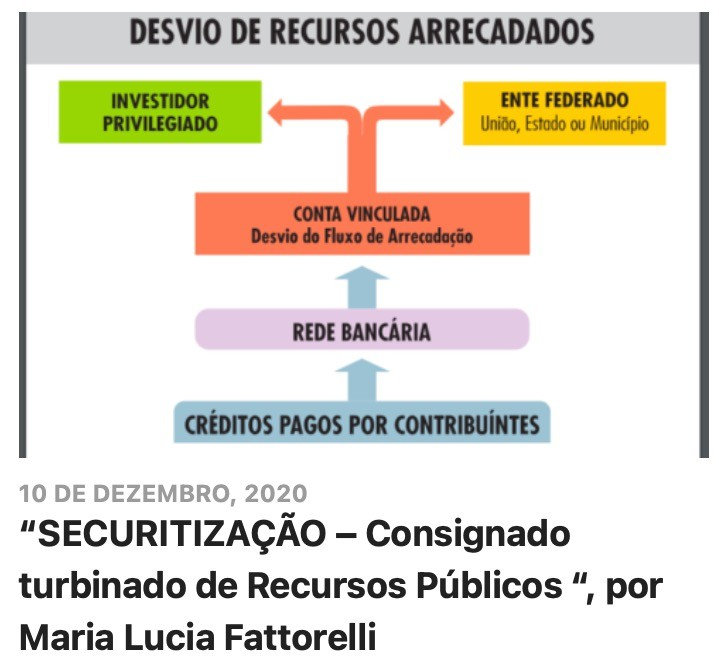 DESVIO DE RECURSOS ARRECADADOS
INVESTIDOR
PRIVILEGIADO
ENTE FEDERADO
União, Estado ou Município
CONTA VINCULADA
Desvio do Fluxo de Arrecadação
REDE BANCÁRIA
CRÉDITOS PAGOS POR CONTRIBUÍNTES
10 DE DEZEMBRO, 2020
“SECURITIZAÇÃO – Consignado
turbinado de Recursos Públicos “, por
Maria Lucia Fattorelli